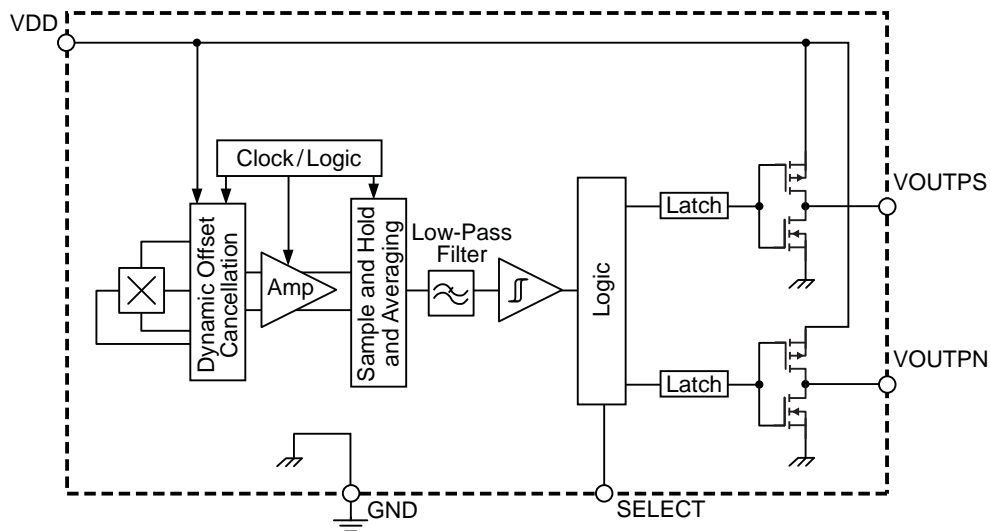 VDD
Clock/Logic
VOUTPS
Latch
Low-Pass
Filter
Dynamic Offset
Cancellation
Amp
Sample and Hold
and Averaging
Logic
VOUTPN
Latch
GND
SELECT